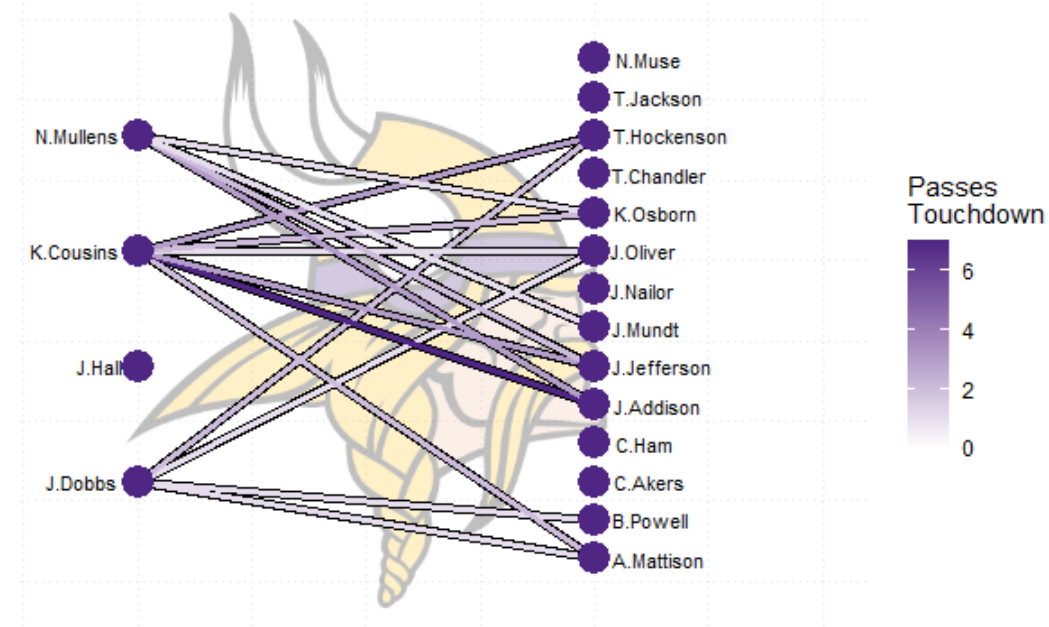 N.Mullens
K.Cousins
J.Hall
J.Dobbs
N.Muse
T.Jackson
T.Hockenson
T.Chandler
K.Osborn
J.Oliver
J.Nailor
J.Mundt
J.Jefferson
J.Addison
C.Ham
C.Akers
B.Powell
A.Mattison
Passes
Touchdown
6
4
2
0